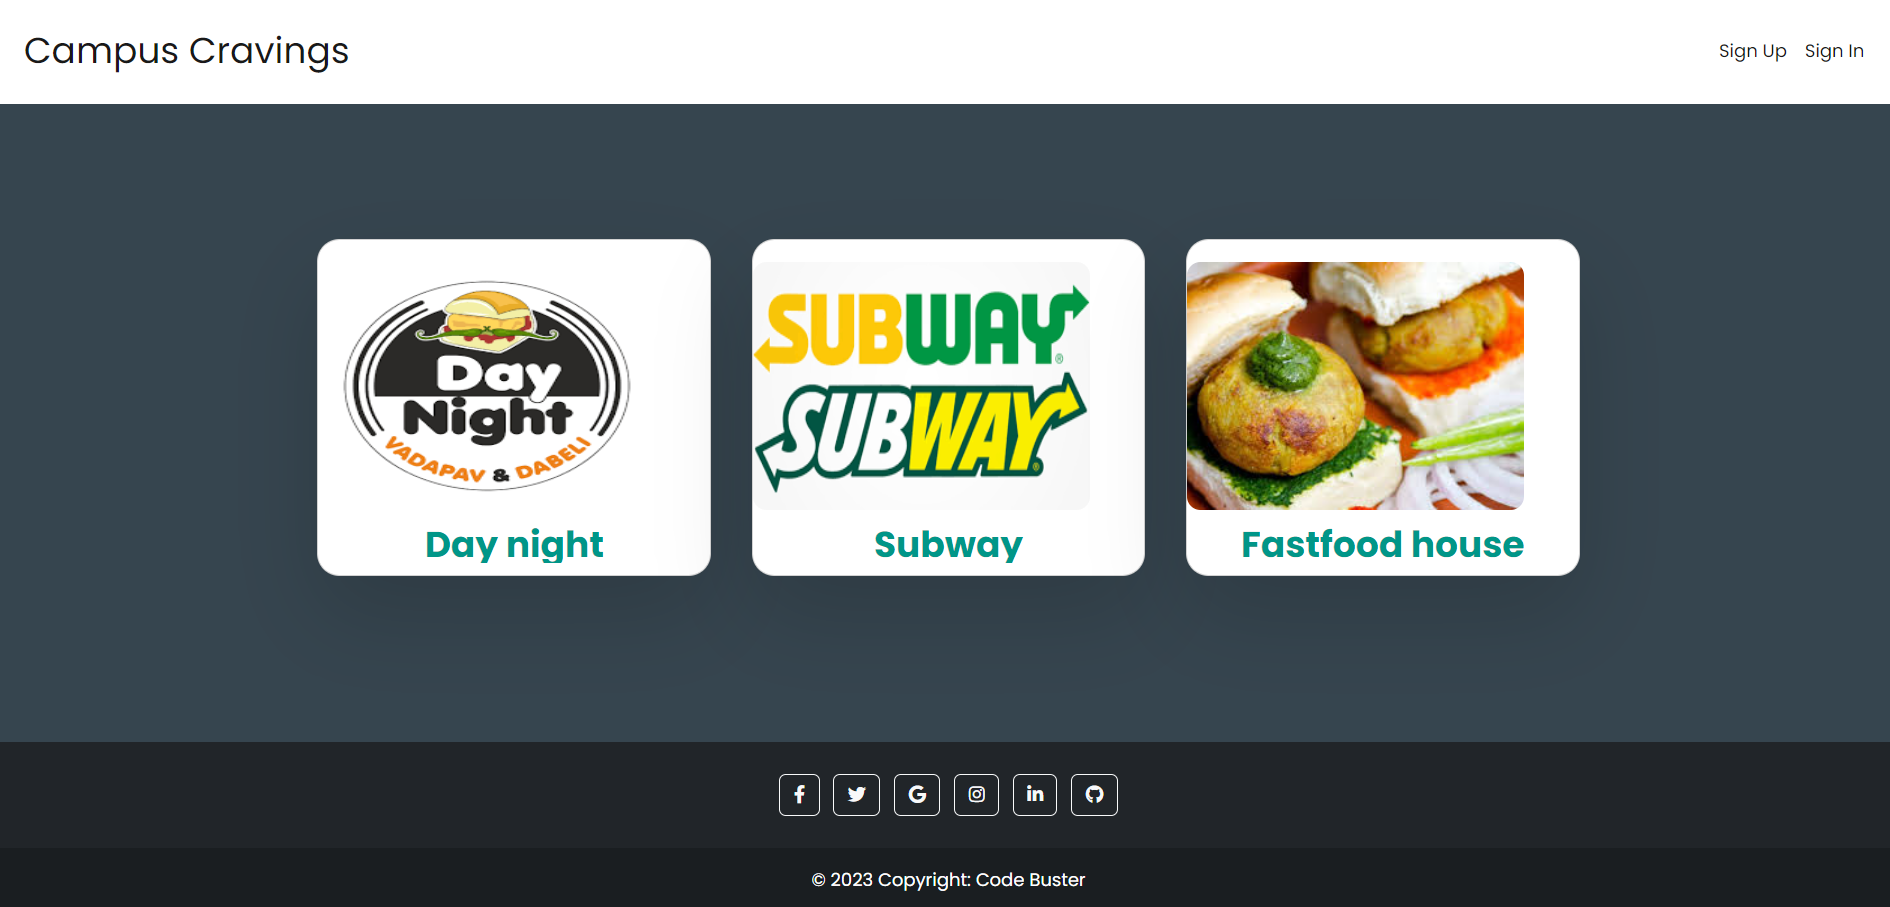 Campus Cravings
Sign Up Sign In
Day
Night
VADAPAV & DABELI
Day night
SUBWAY®
SUBWAY®
Subway
Fastfood house
© 2023 Copyright: Code Buster